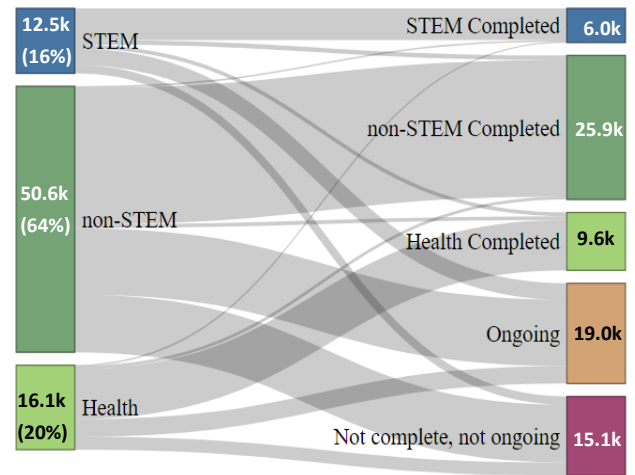 12.5k
(16%)
STEM
STEM Completed
6.0k
non-STEM Completed
25.9k
50.6k
(64%)
non-STEM
Health Completed
9.6k
Ongoing
19.0k
16.1k
(20%)
Health
Not complete, not ongoing
15.1k